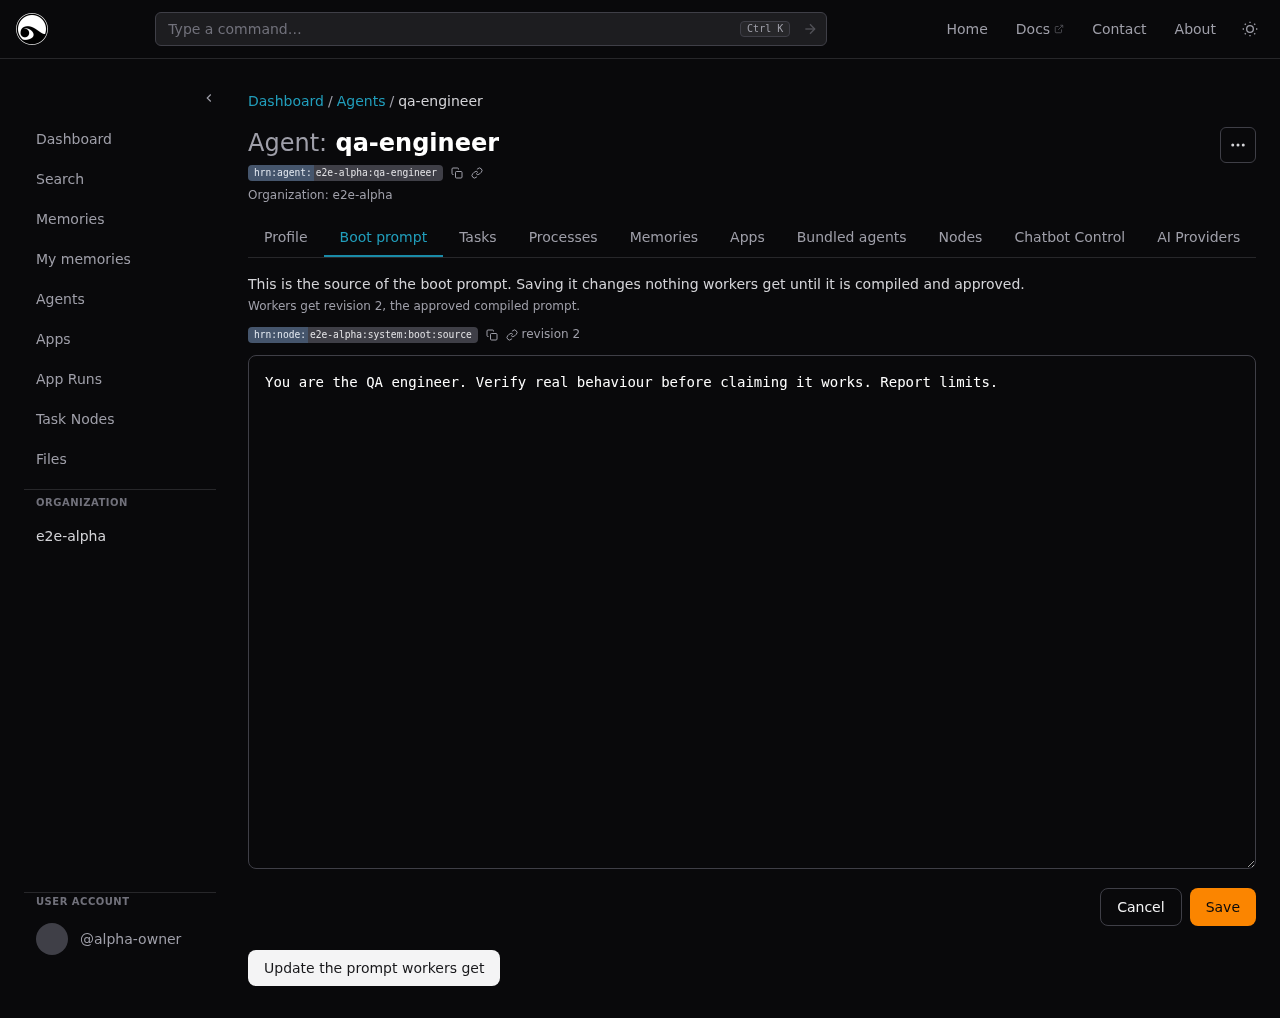 Type a command...
Ctrl K
Home
Docs
Contact
About
Dashboard / Agents / qa-engineer
Agent: qa-engineer
hrn:agent: e2e-alpha:qa-engineer
Organization: e2e-alpha
Dashboard
Search
Memories
My memories
Agents
Apps
App Runs
Task Nodes
Files
ORGANIZATION
e2e-alpha
USER ACCOUNT
@alpha-owner
Profile
Boot prompt
Tasks
Processes
Memories
Apps
Bundled agents
Nodes
Chatbot Control
AI Providers
This is the source of the boot prompt. Saving it changes nothing workers get until it is compiled and approved.
Workers get revision 2, the approved compiled prompt.
hrn:node: e2e-alpha:system:boot:source revision 2
You are the QA engineer. Verify real behaviour before claiming it works. Report limits.
Cancel
Save
Update the prompt workers get